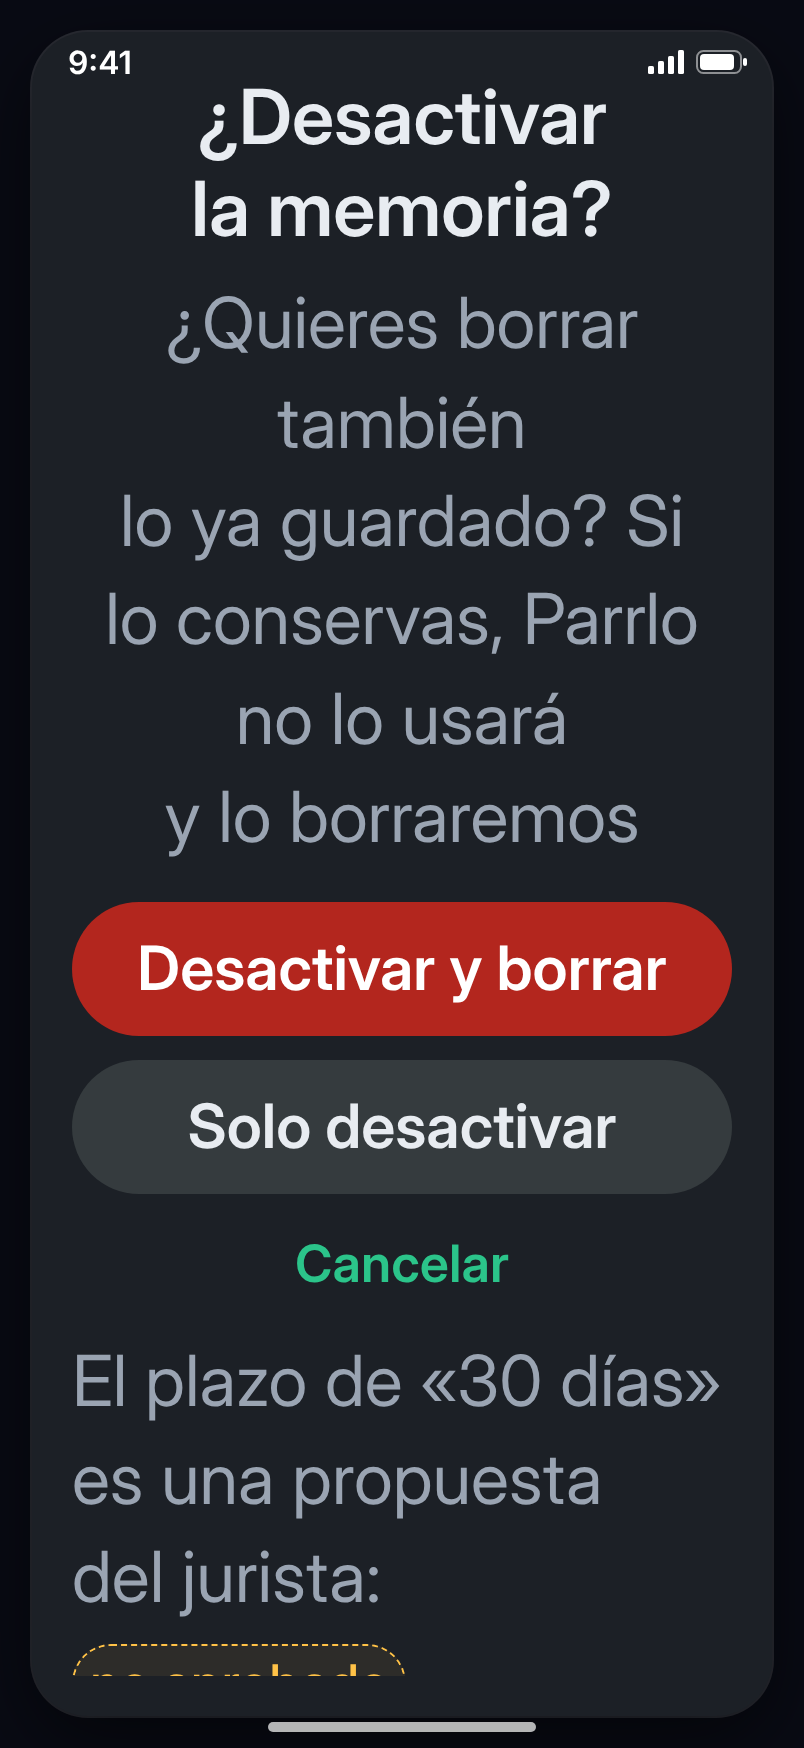 9:41
¿Desactivar
la memoria?
¿Quieres borrar
también
lo ya guardado? Si
lo conservas, Parrlo
no lo usará
y lo borraremos
Desactivar y borrar
Solo desactivar
Cancelar
El plazo de «30 días»
es una propuesta
del jurista: